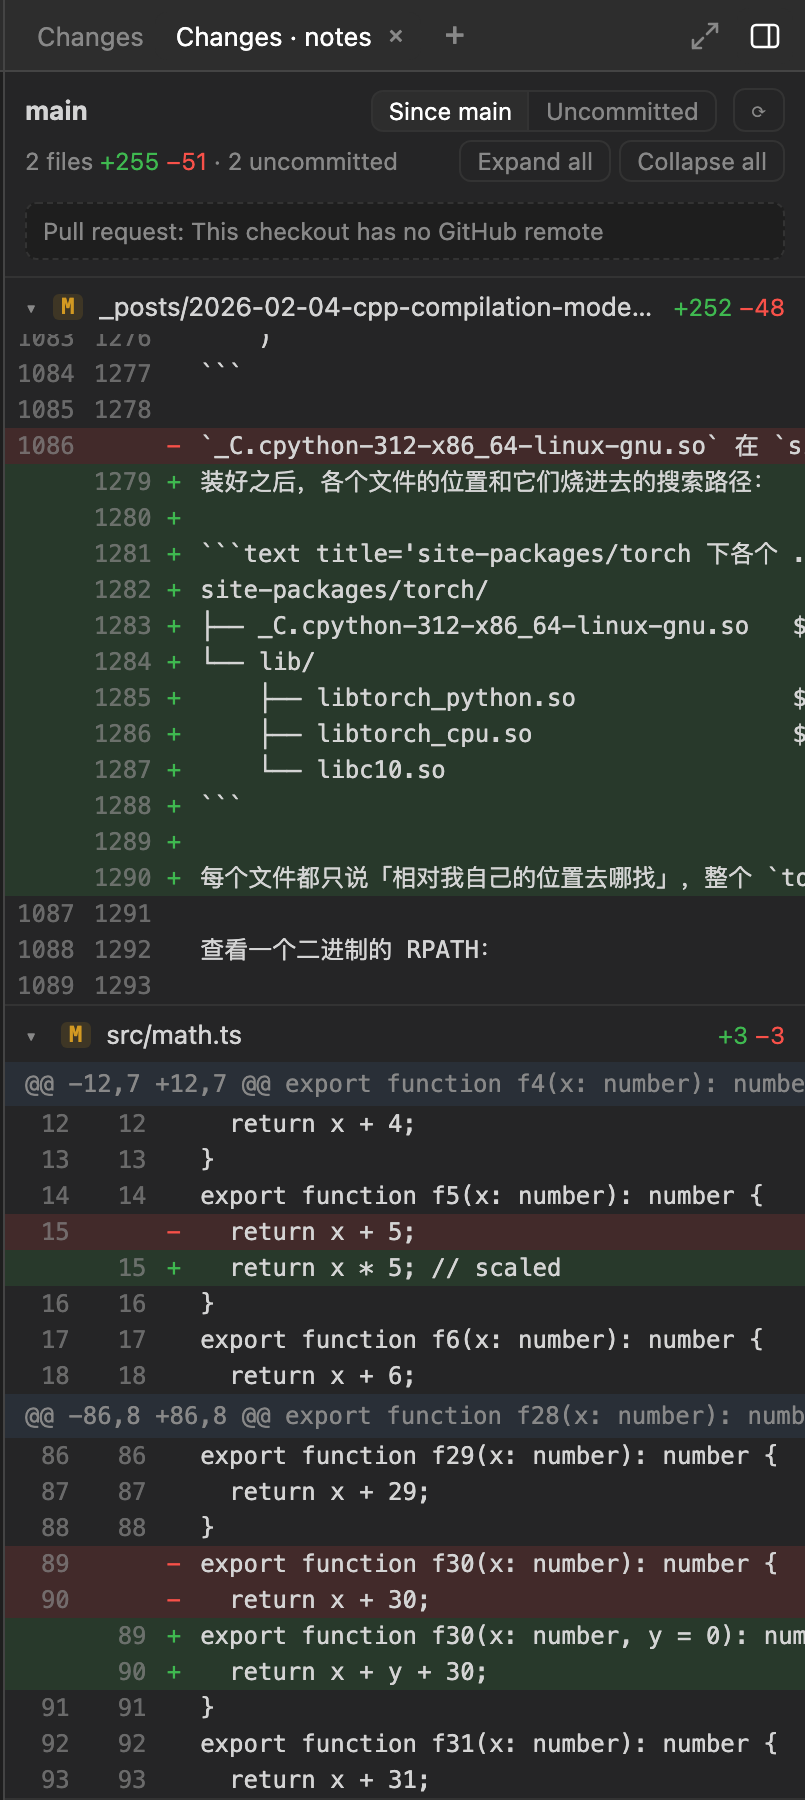 Changes Changes · notes × +
main Since main Uncommitted ⟳
2 files +255 −51 · 2 uncommitted Expand all Collapse all
Pull request: This checkout has no GitHub remote
▾ M _posts/2026-02-04-cpp-compilation-mode... +252 −48
1083 1276 )
1084 1277 ```
1085 1278
1086 − `_C.cpython-312-x86_64-linux-gnu.so` 在 `s
1279 + 装好之后，各个文件的位置和它们烧进去的搜索路径：
1280 +
1281 + ```text title='site-packages/torch 下各个 .
1282 + site-packages/torch/
1283 + ├── _C.cpython-312-x86_64-linux-gnu.so $
1284 + └── lib/
1285 + ├── libtorch_python.so $
1286 + ├── libtorch_cpu.so $
1287 + └── libc10.so
1288 + ```
1289 +
1290 + 每个文件都只说「相对我自己的位置去哪找」，整个 `to
1087 1291
1088 1292 查看一个二进制的 RPATH：
1089 1293
▾ M src/math.ts +3 −3
@@ −12,7 +12,7 @@ export function f4(x: number): numbe
12 12 return x + 4;
13 13 }
14 14 export function f5(x: number): number {
15 − return x + 5;
15 + return x * 5; // scaled
16 16 }
17 17 export function f6(x: number): number {
18 18 return x + 6;
@@ −86,8 +86,8 @@ export function f28(x: number): numb
86 86 export function f29(x: number): number {
87 87 return x + 29;
88 88 }
89 − export function f30(x: number): number {
90 − return x + 30;
89 + export function f30(x: number, y = 0): num
90 + return x + y + 30;
91 91 }
92 92 export function f31(x: number): number {
93 93 return x + 31;